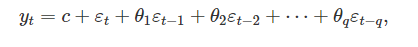 yₜ = c + εₜ + θ₁εₜ₋₁ + θ₂εₜ₋₂ + ⋯ + θ_qεₜ₋q,